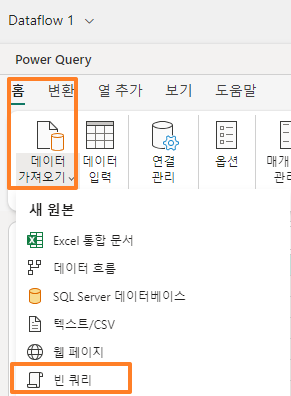 Dataflow 1
Power Query
홈 변환 열 추가 보기 도움말
데이터 가져오기
데이터 입력
연결 관리
옵션
매개
관리
새 원본
Excel 통합 문서
데이터 흐름
SQL Server 데이터베이스
텍스트/CSV
웹 페이지
빈 쿼리